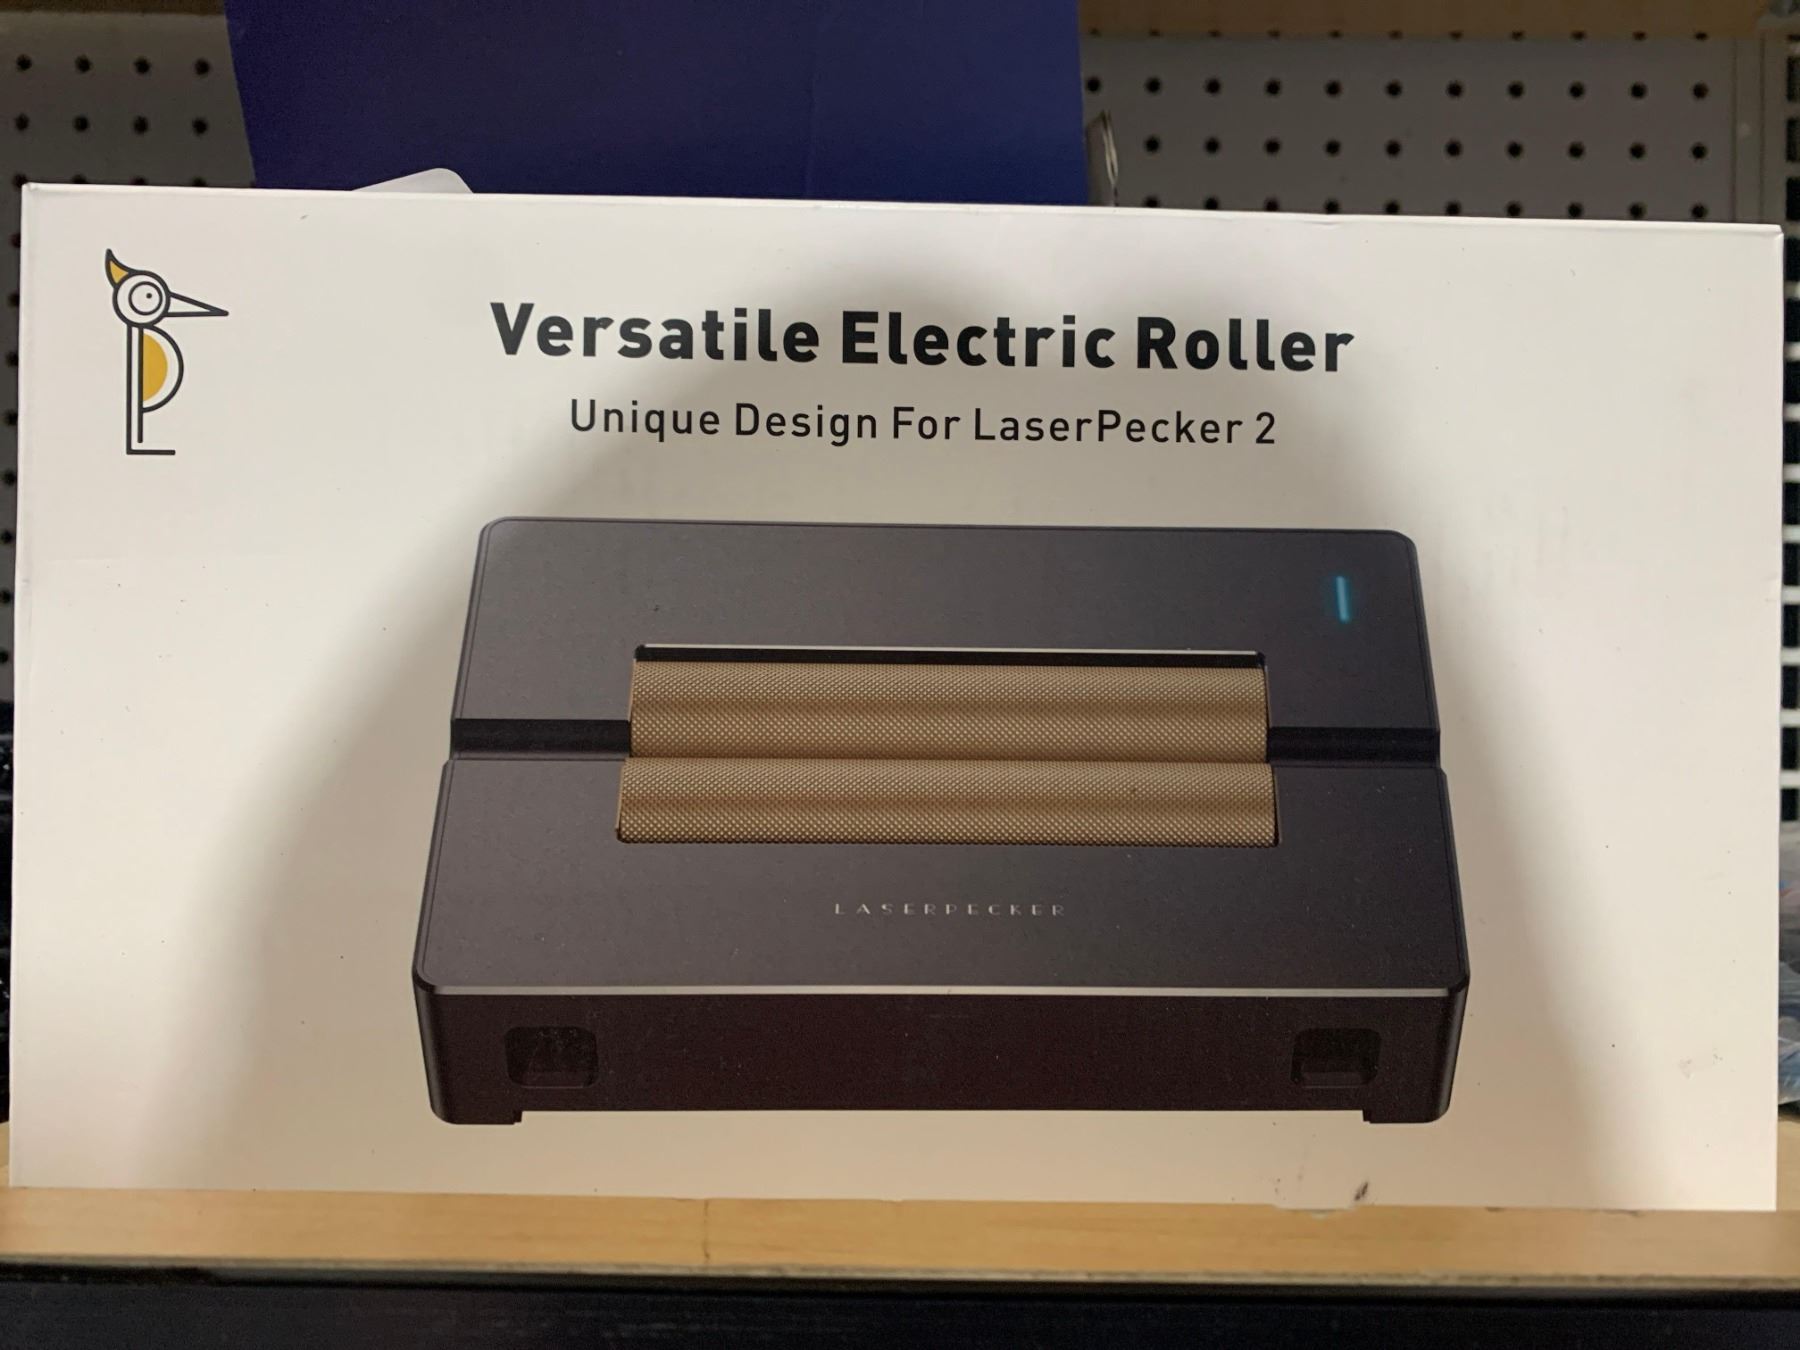 Versatile Electric Roller
Unique Design For LaserPecker 2
LASERPECKER